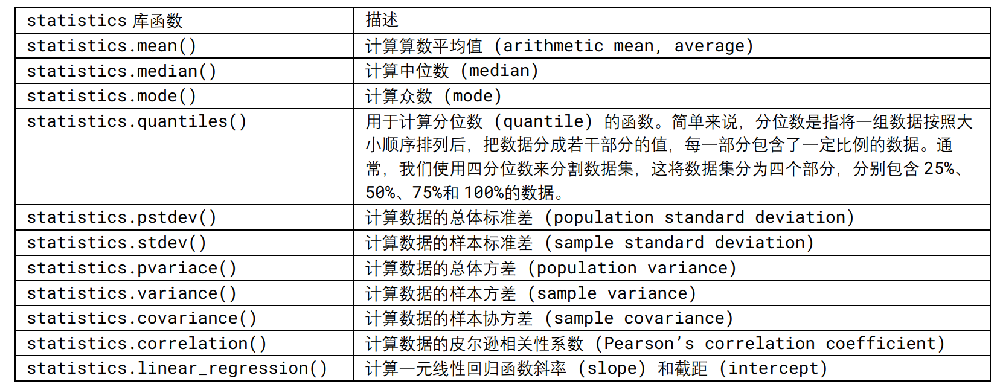 statistics 库函数 描述
statistics.mean() 计算算数平均值 (arithmetic mean, average)
statistics.median() 计算中位数 (median)
statistics.mode() 计算众数 (mode)
statistics.quantiles() 用于计算分位数 (quantile) 的函数。简单来说，分位数是指将一组数据按照大
小顺序排列后，把数据分成若干部分的值，每一部分包含了一定比例的数据。通
常，我们使用四分位数来分割数据集，这将数据集分为四个部分，分别包含 25%、
50%、75%和 100%的数据。
statistics.pstdev() 计算数据的总体标准差 (population standard deviation)
statistics.stdev() 计算数据的样本标准差 (sample standard deviation)
statistics.pvariace() 计算数据的总体方差 (population variance)
statistics.variance() 计算数据的样本方差 (sample variance)
statistics.covariance() 计算数据的样本协方差 (sample covariance)
statistics.correlation() 计算数据的皮尔逊相关性系数 (Pearson’s correlation coefficient)
statistics.linear_regression() 计算一元线性回归函数斜率 (slope) 和截距 (intercept)